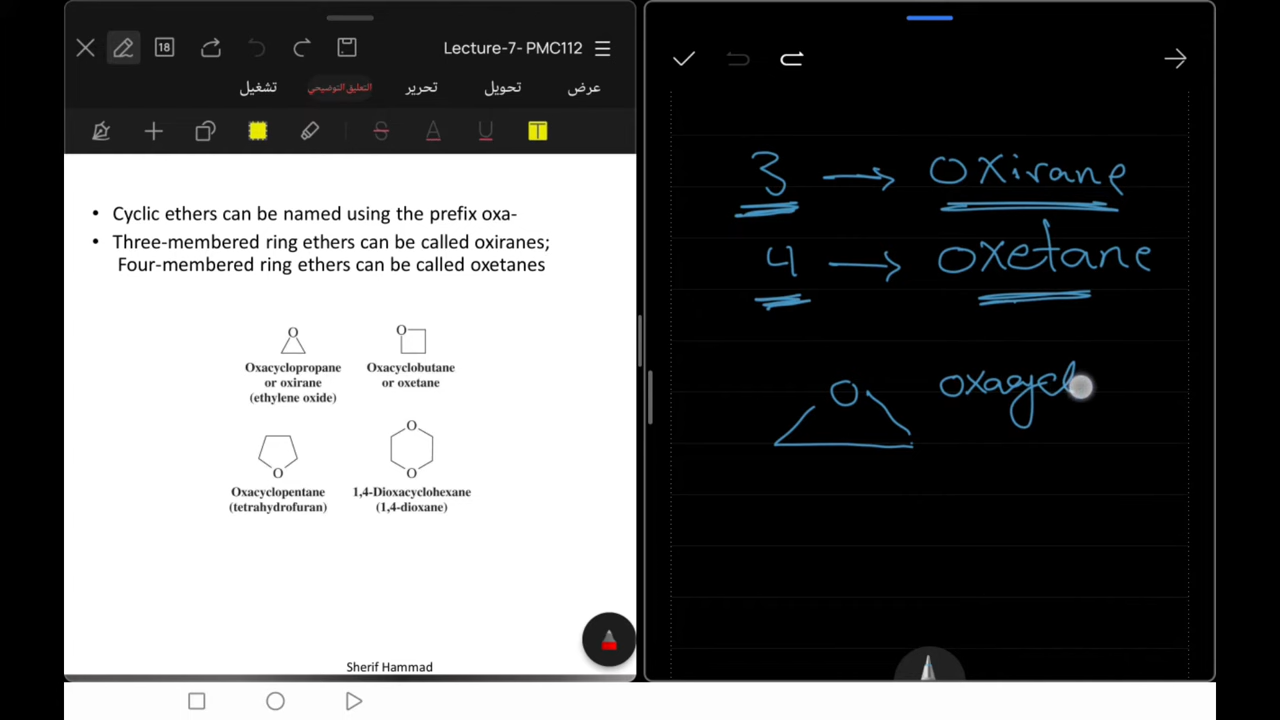 18
Lecture-7- PMC112
تشغيل التعليق التوضيحي تحرير تحويل عرض
S A U T
• Cyclic ethers can be named using the prefix oxa-
• Three-membered ring ethers can be called oxiranes;
Four-membered ring ethers can be called oxetanes
O
Oxacyclopropane
or oxirane
(ethylene oxide)
O
Oxacyclobutane
or oxetane
O
Oxacyclopentane
(tetrahydrofuran)
O
O
1,4-Dioxacyclohexane
(1,4-dioxane)
Sherif Hammad
3 → oxirane
4 → oxetane
O oxacycl